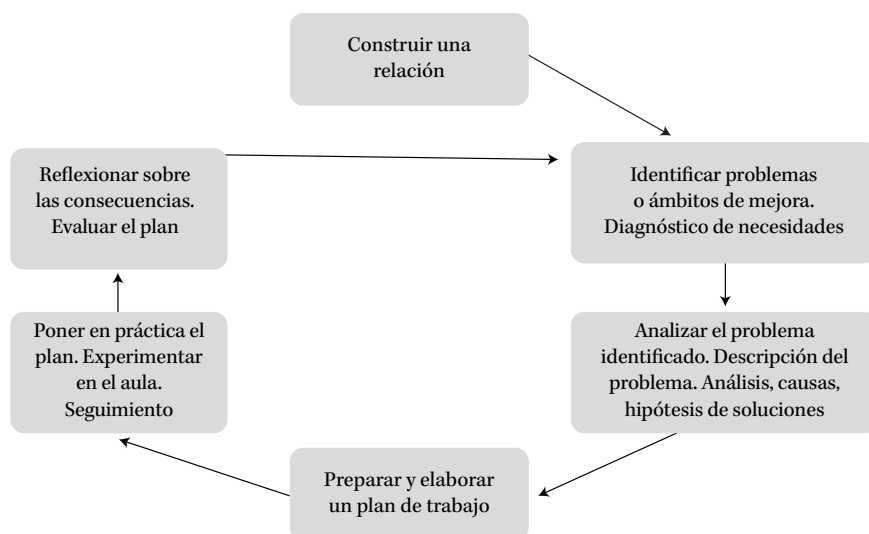 Construir una
relación
Identificar problemas
o ámbitos de mejora.
Diagnóstico de necesidades
Analizar el problema
identificado. Descripción del
problema. Análisis, causas,
hipótesis de soluciones
Preparar y elaborar
un plan de trabajo
Poner en práctica el
plan. Experimentar
en el aula.
Seguimiento
Reflexionar sobre
las consecuencias.
Evaluar el plan